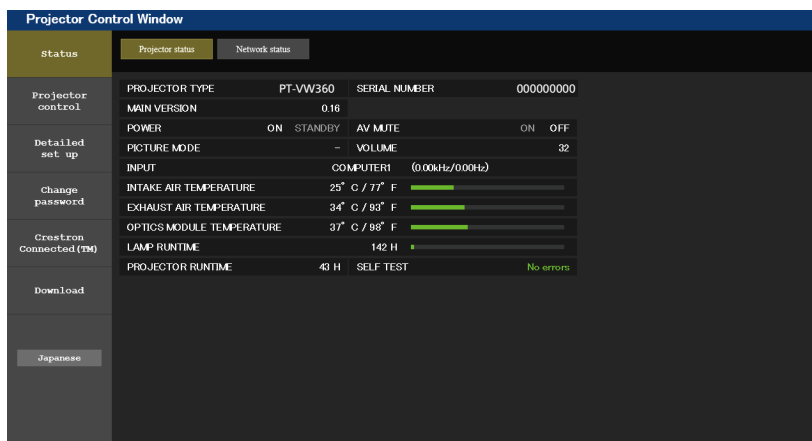 Projector Control Window
Status
Projector status Network status
Projector control
Detailed set up
Change password
Crestron Connected(TM)
Download
Japanese
PROJECTOR TYPE PT-VW360 SERIAL NUMBER 000000000
MAIN VERSION 0.16
POWER ON STANDBY AV MUTE ON OFF
PICTURE MODE – VOLUME 32
INPUT COMPUTER1 (0.00kHz/0.00Hz)
INTAKE AIR TEMPERATURE 25° C / 77° F
EXHAUST AIR TEMPERATURE 34° C / 93° F
OPTICS MODULE TEMPERATURE 37° C / 98° F
LAMP RUNTIME 142 H
PROJECTOR RUNTIME 43 H SELF TEST No errors